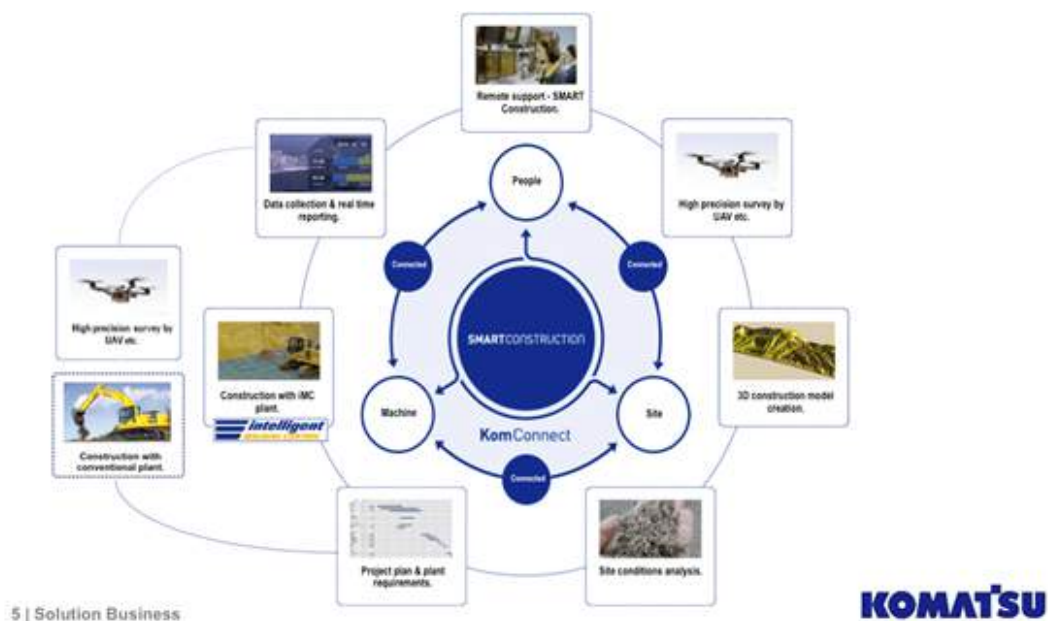 Remote support - SMART
Construction.
Data collection & real time
reporting.
People
High precision survey by
UAV etc.
Connected
Connected
High precision survey by
UAV etc.
SMARTCONSTRUCTION
Construction with iMC
plant.
intelligent
Machine
Site
3D construction model
creation.
KomConnect
Construction with
conventional plant.
Connected
Project plan & plant
requirements.
Site conditions analysis.
5 | Solution Business
KOMATSU